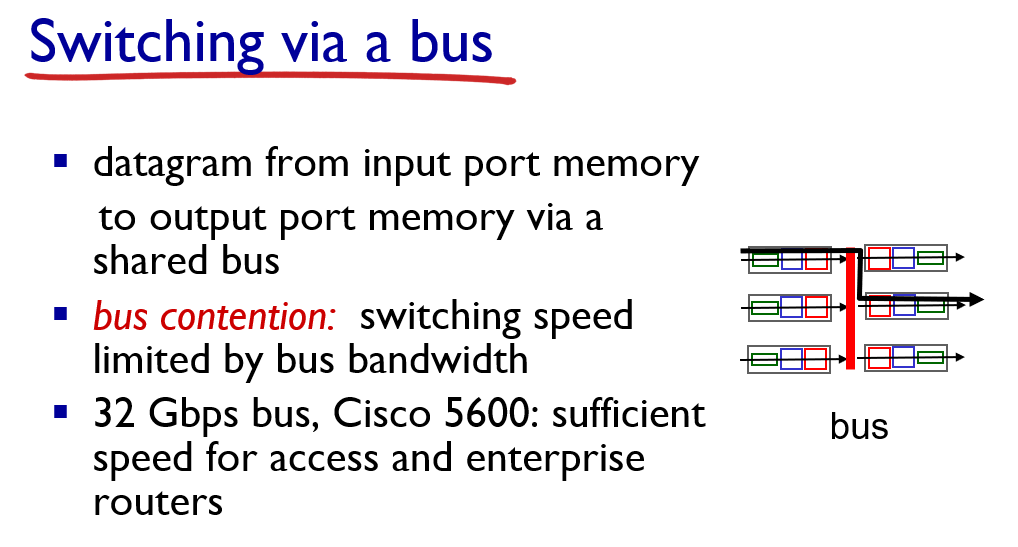 Switching via a bus
▪ datagram from input port memory
to output port memory via a
shared bus
▪ bus contention: switching speed
limited by bus bandwidth
▪ 32 Gbps bus, Cisco 5600: sufficient
speed for access and enterprise
routers
bus